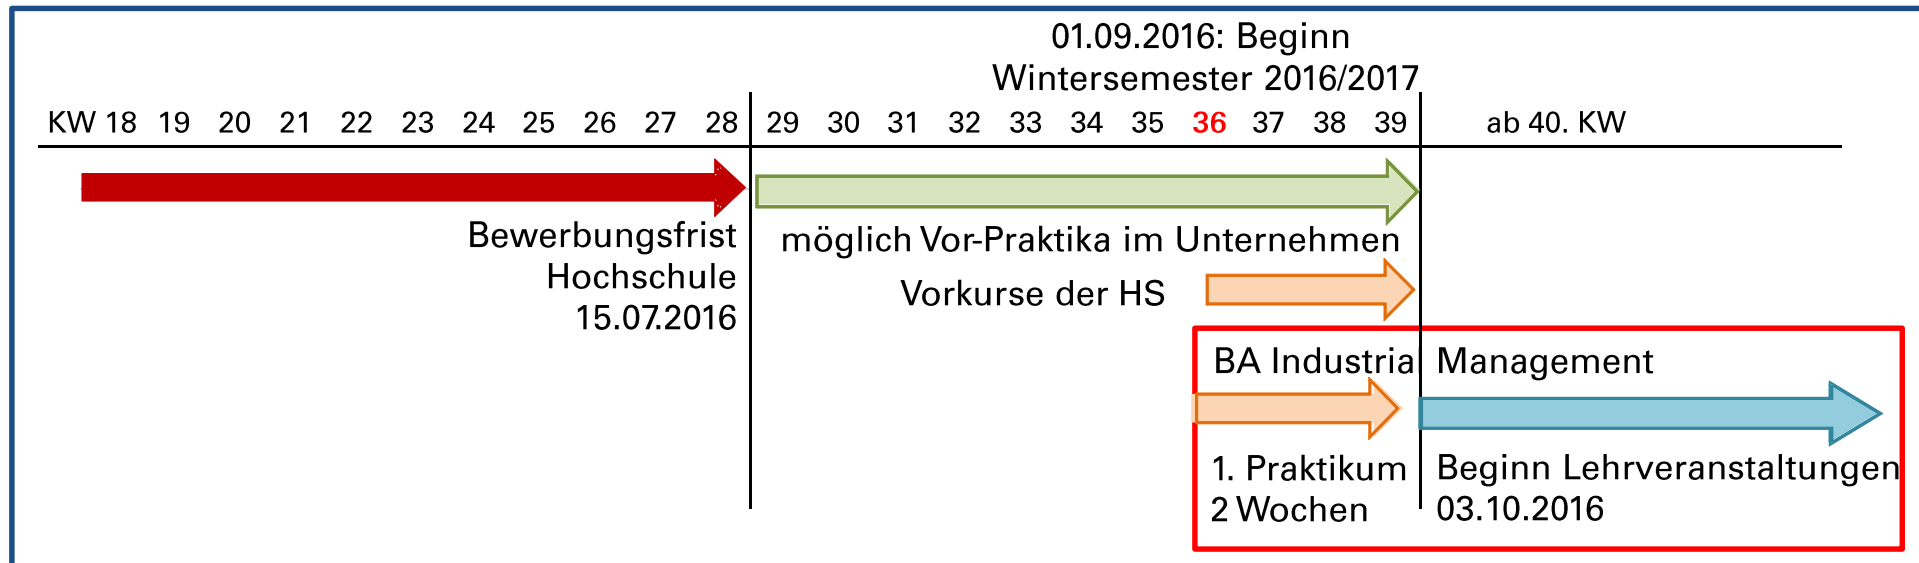 01.09.2016: Beginn
Wintersemester 2016/2017
KW 18 19 20 21 22 23 24 25 26 27 28 29 30 31 32 33 34 35 36 37 38 39 ab 40. KW
Bewerbungsfrist
Hochschule
15.07.2016
möglich Vor-Praktika im Unternehmen
Vorkurse der HS
BA Industrial Management
1. Praktikum
2 Wochen
Beginn Lehrveranstaltungen
03.10.2016